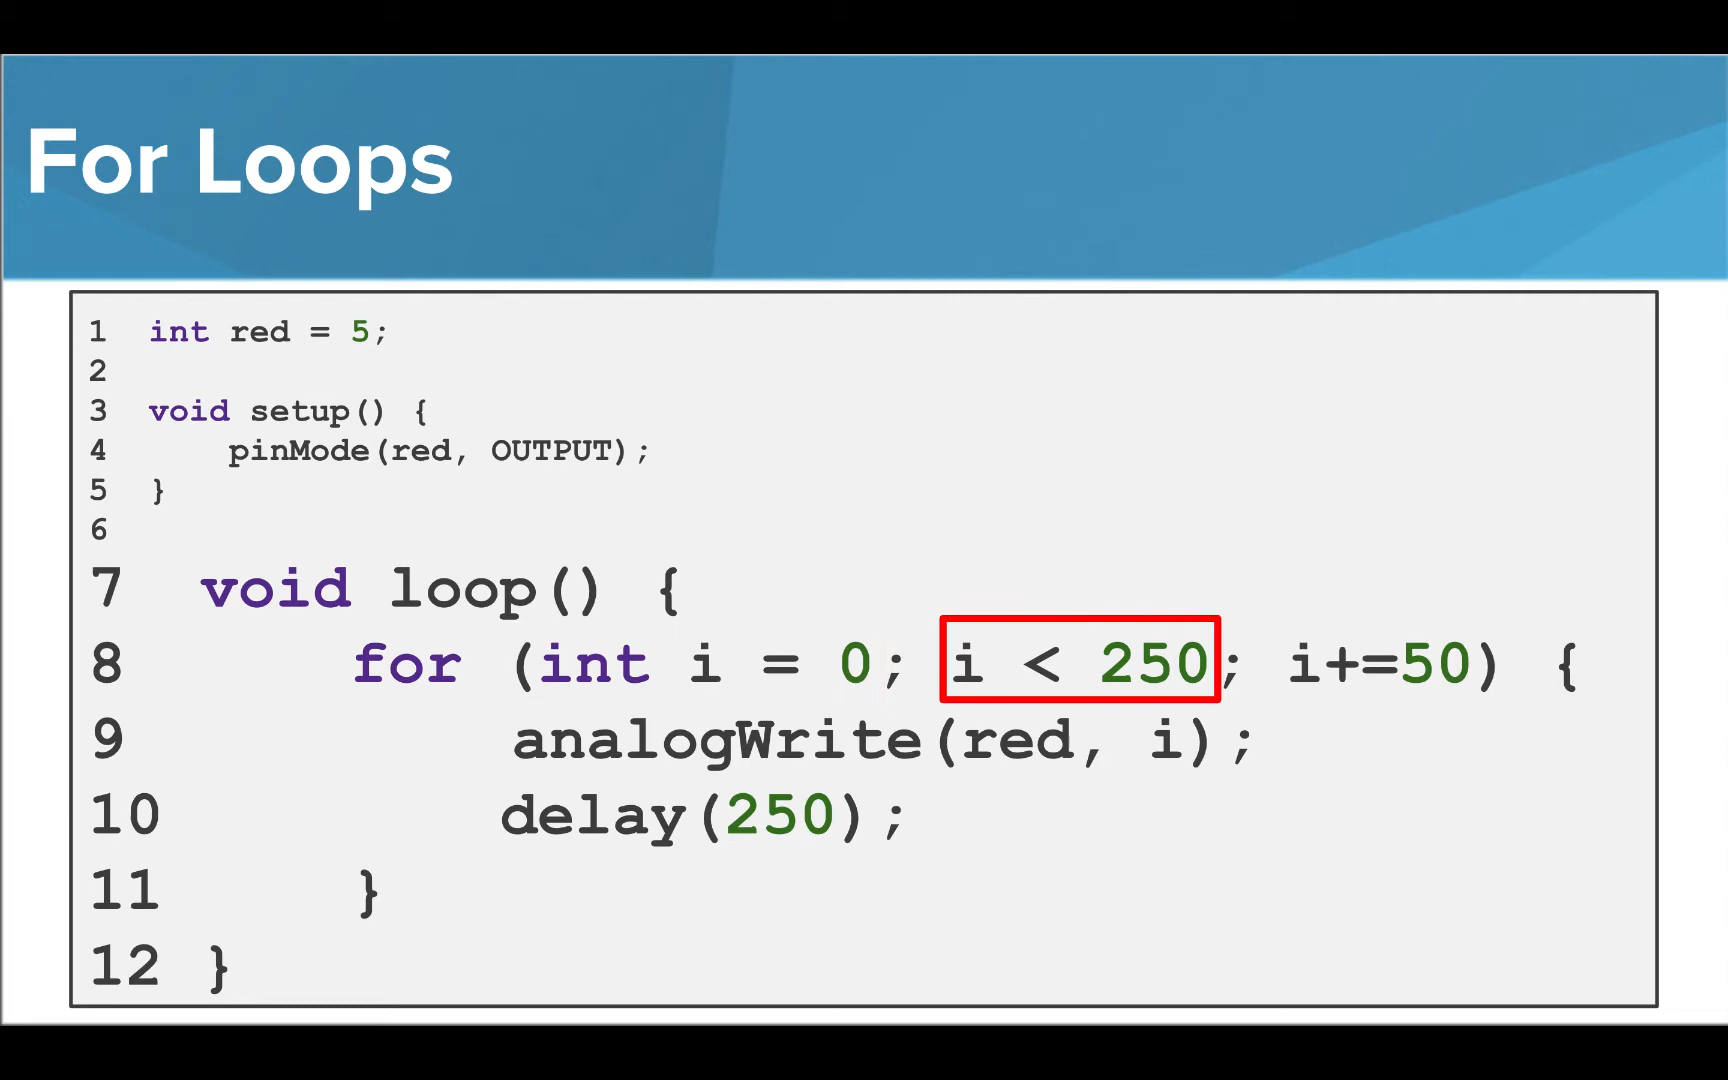 For Loops
1 int red = 5;
2
3 void setup() {
4 pinMode(red, OUTPUT);
5 }
6
7 void loop() {
8 for (int i = 0; i < 250; i+=50) {
9 analogWrite(red, i);
10 delay(250);
11 }
12 }